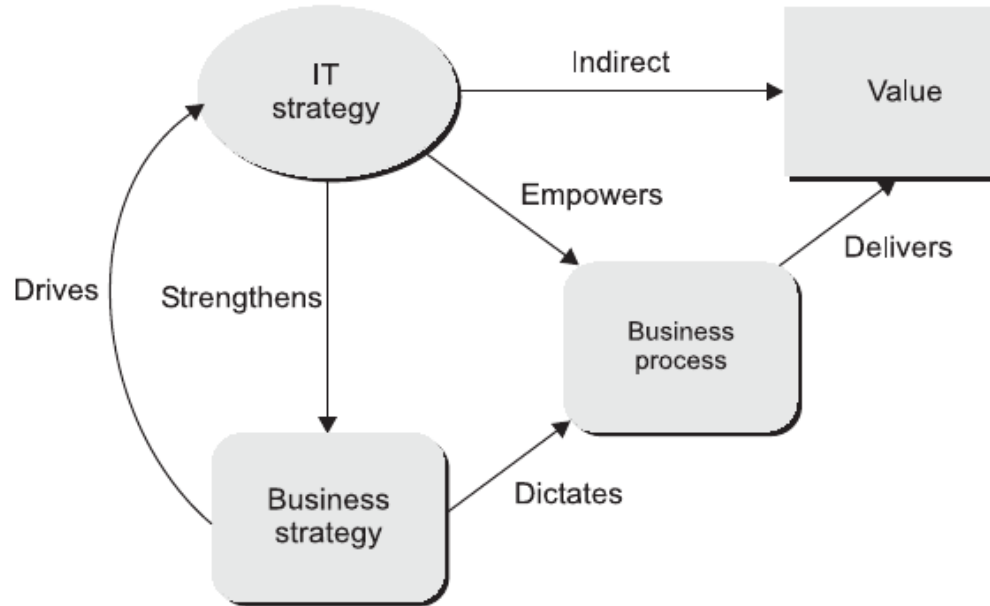 IT
strategy
Indirect
Value
Empowers
Delivers
Drives
Strengthens
Business
process
Business
strategy
Dictates